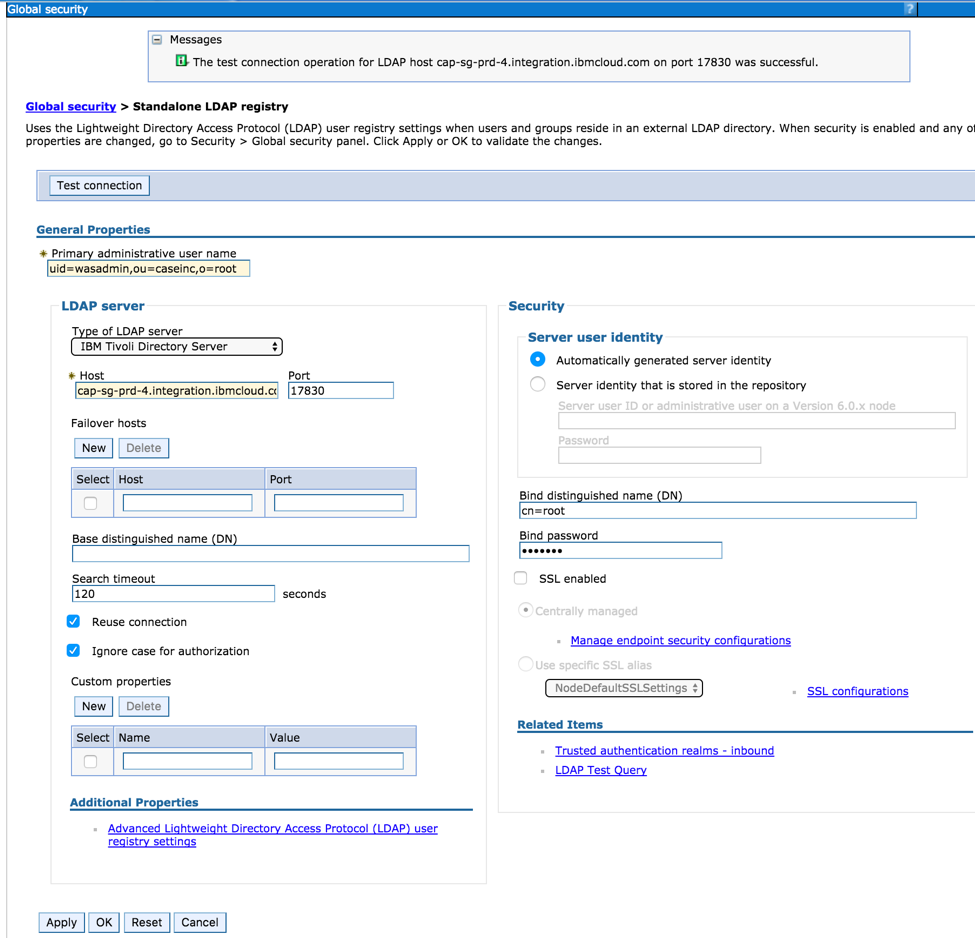 Global security
?
Messages
The test connection operation for LDAP host cap-sg-prd-4.integration.ibmcloud.com on port 17830 was successful.
Global security > Standalone LDAP registry
Uses the Lightweight Directory Access Protocol (LDAP) user registry settings when users and groups reside in an external LDAP directory. When security is enabled and any of
properties are changed, go to Security > Global security panel. Click Apply or OK to validate the changes.
Test connection
General Properties
Primary administrative user name
uid=wasadmin,ou=caseinc,o=root
LDAP server
Type of LDAP server
IBM Tivoli Directory Server
Host Port
cap-sg-prd-4.integration.ibmcloud.co 17830
Failover hosts
New Delete
Select Host Port
Base distinguished name (DN)
Search timeout
120 seconds
Reuse connection
Ignore case for authorization
Custom properties
New Delete
Select Name Value
Additional Properties
Advanced Lightweight Directory Access Protocol (LDAP) user
registry settings
Security
Server user identity
Automatically generated server identity
Server identity that is stored in the repository
Server user ID or administrative user on a Version 6.0.x node
Password
Bind distinguished name (DN)
cn=root
Bind password
•••••••
SSL enabled
Centrally managed
Manage endpoint security configurations
Use specific SSL alias
NodeDefaultSSLSettings
SSL configurations
Related Items
Trusted authentication realms - inbound
LDAP Test Query
Apply OK Reset Cancel